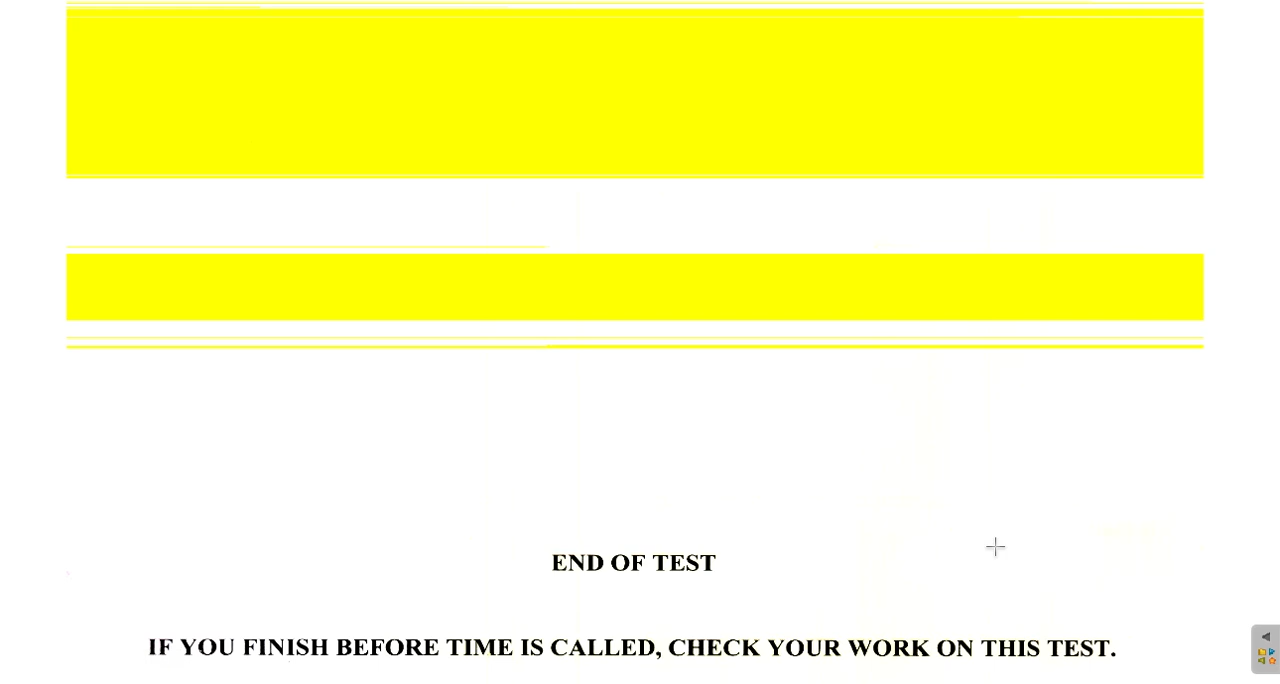 END OF TEST
IF YOU FINISH BEFORE TIME IS CALLED, CHECK YOUR WORK ON THIS TEST.